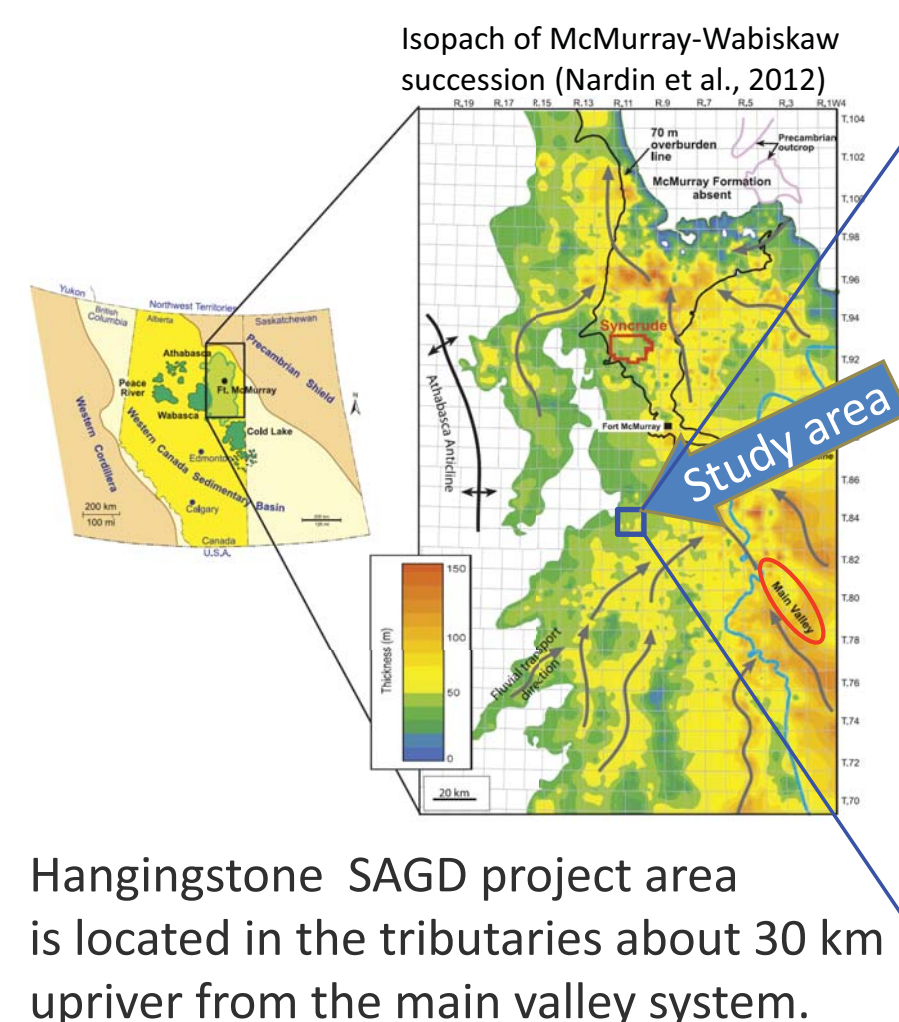 Isopach of McMurray-Wabiskaw
succession (Nardin et al., 2012)
R.19 R.17 R.15 R.13 R.11 R.9 R.7 R.5 R.3 R.1W4
T.104
T.102
T.98
T.96
T.94
T.92
T.86
T.84
T.82
T.80
T.78
T.76
T.74
T.72
T.70
70 m
overburden
line
Precambrian
outcrop
McMurray Formation
absent
Syncrude
Fort McMurray
Study area
Main Valley
Athabasca Anticline
Fluvial transport
direction
Thickness (m)
150
100
50
0
20 km
Yukon
Northwest Territories
British
Columbia
Alberta
Saskatchewan
Athabasca
Precambrian Shield
Peace
River
Ft. McMurray
Wabasca
Cold Lake
Western Cordillera
Western Canada Sedimentary Basin
Edmonton
Calgary
N
200 km
100 mi
Canada
U.S.A.
Hangingstone SAGD project area
is located in the tributaries about 30 km
upriver from the main valley system.